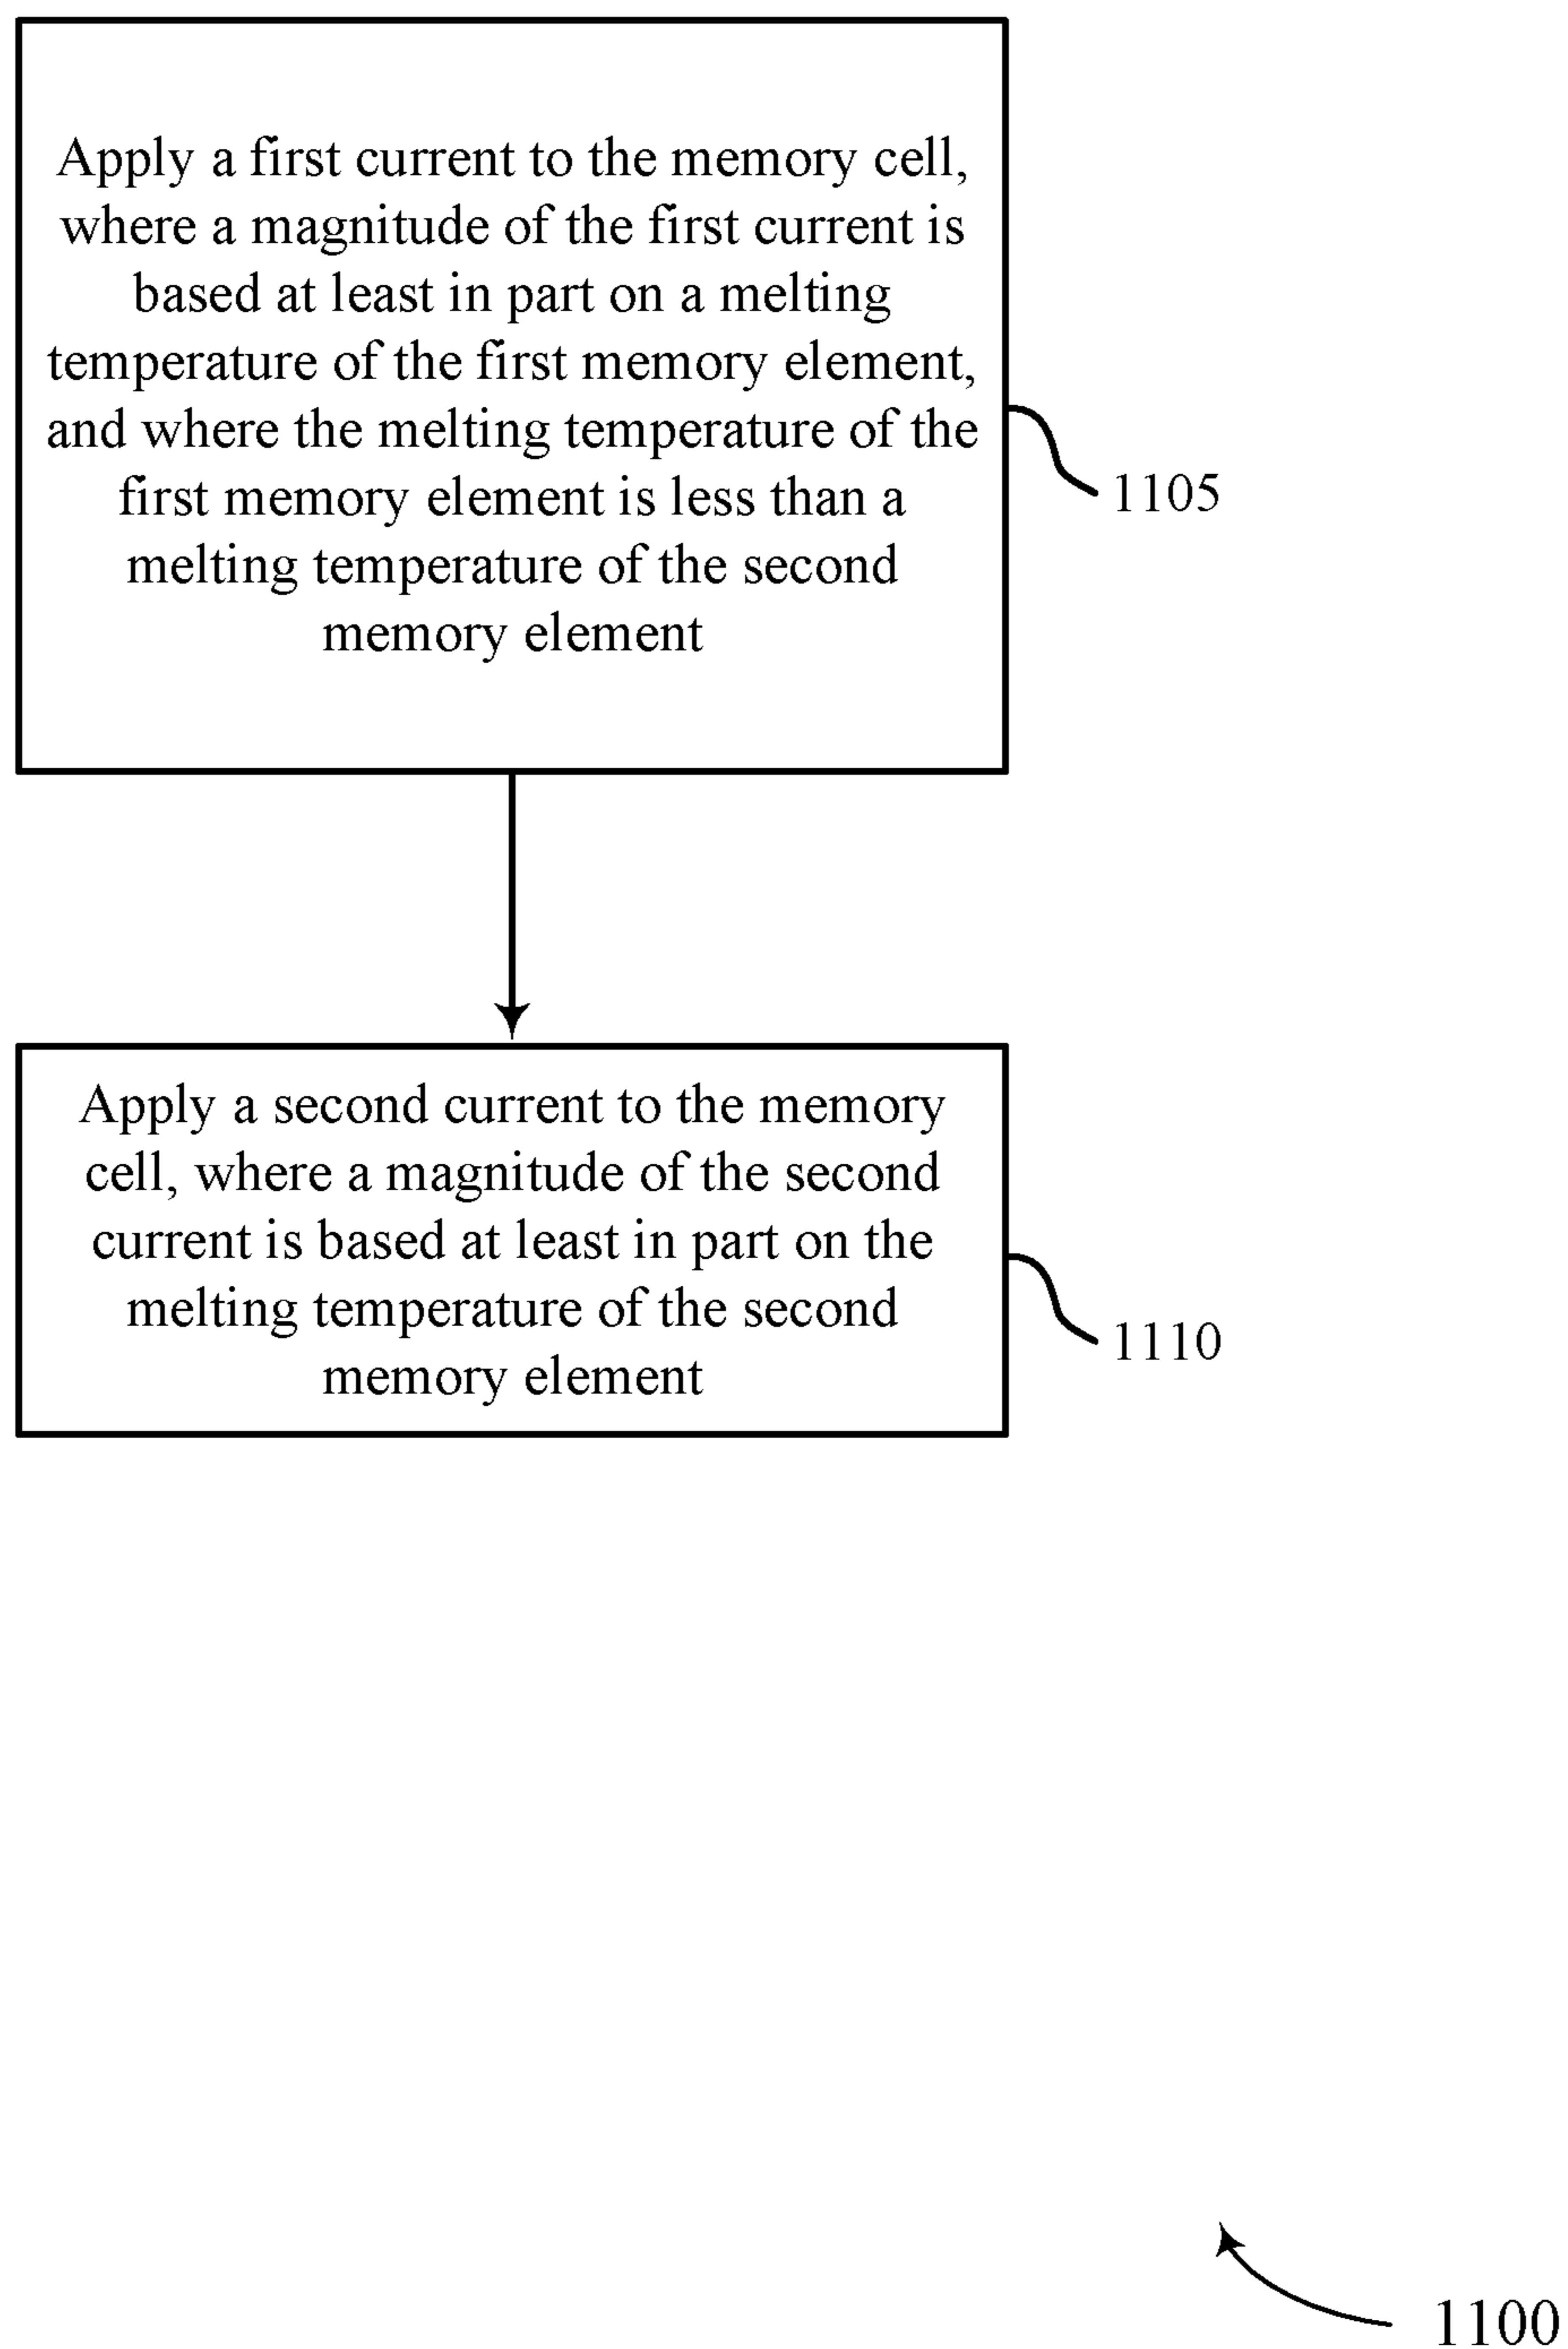 Apply a first current to the memory cell,
where a magnitude of the first current is
based at least in part on a melting
temperature of the first memory element,
and where the melting temperature of the
first memory element is less than a
melting temperature of the second
memory element
1105
Apply a second current to the memory
cell, where a magnitude of the second
current is based at least in part on the
melting temperature of the second
memory element
1110
1100